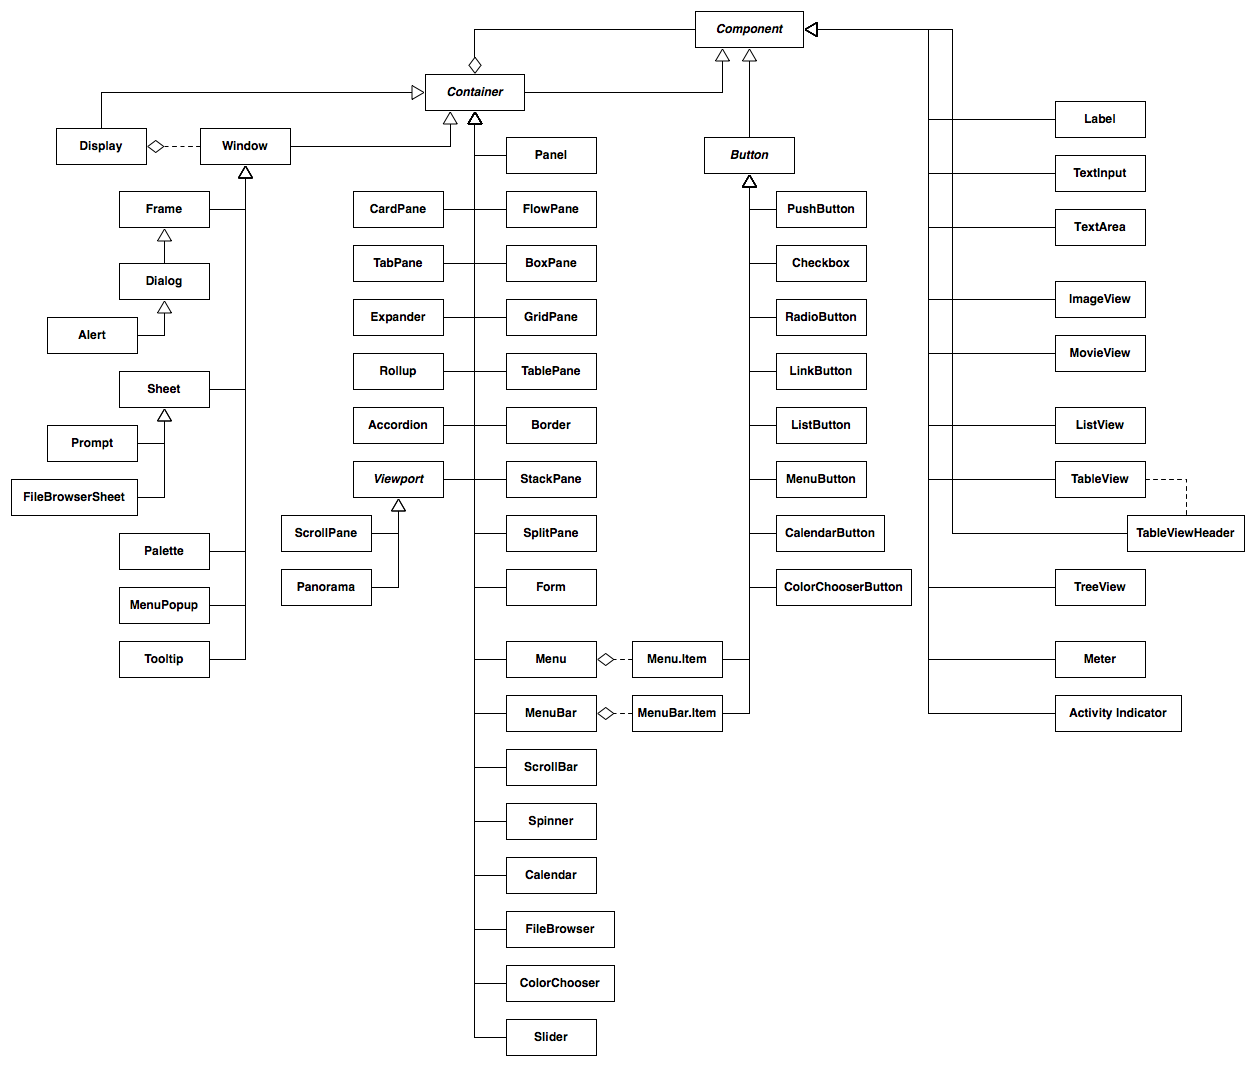 Component
Container
Label
Display
Window
Panel
Button
TextInput
Frame
CardPane
FlowPane
PushButton
TextArea
Dialog
TabPane
BoxPane
Checkbox
ImageView
Alert
Expander
GridPane
RadioButton
MovieView
Sheet
Rollup
TablePane
LinkButton
Prompt
Accordion
Border
ListButton
ListView
FileBrowserSheet
Viewport
StackPane
MenuButton
TableView
ScrollPane
SplitPane
CalendarButton
TableViewHeader
Palette
Panorama
Form
ColorChooserButton
TreeView
MenuPopup
Tooltip
Menu
Menu.Item
Meter
MenuBar
MenuBar.Item
Activity Indicator
ScrollBar
Spinner
Calendar
FileBrowser
ColorChooser
Slider